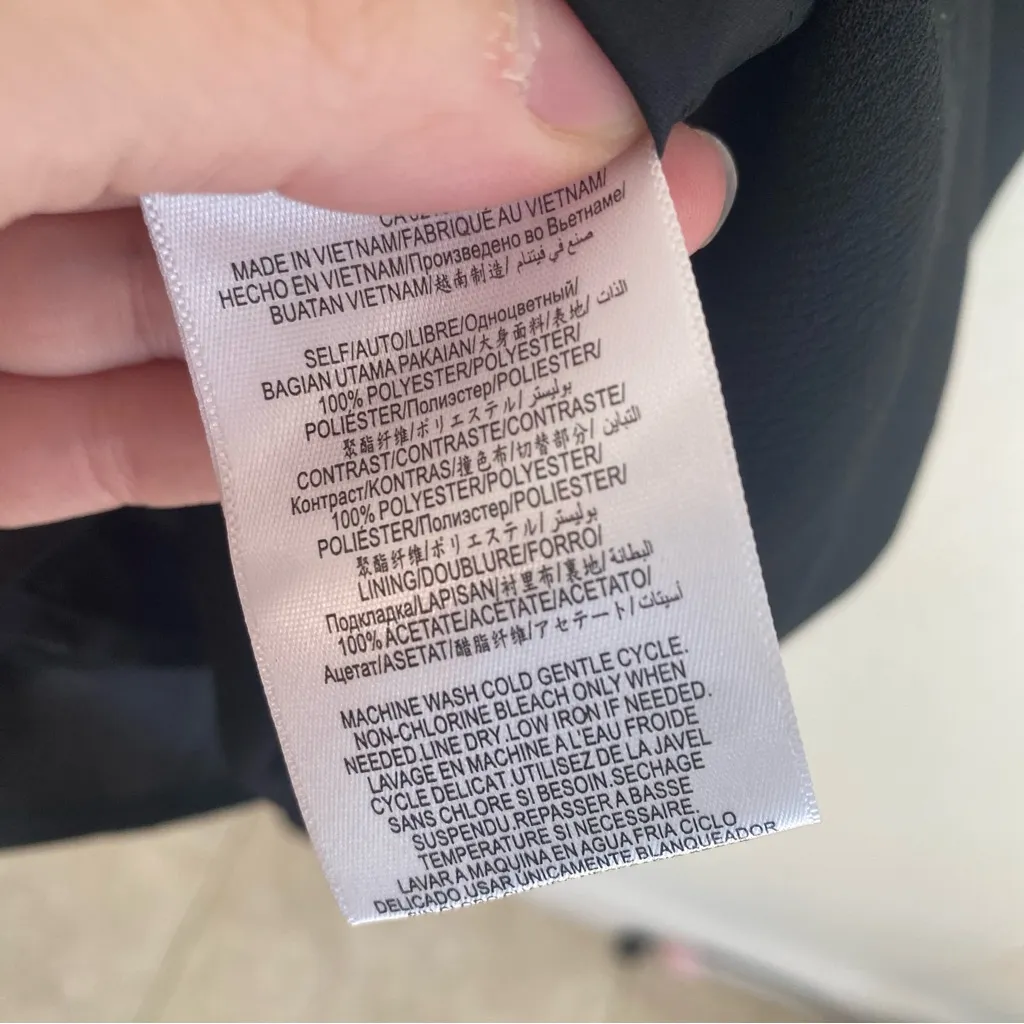 MADE IN VIETNAM/FABRIQUÉ AU VIETNAM/
HECHO EN VIETNAM/Произведено во Вьетнаме/
BUATAN VIETNAM/越南制造/ صنع في فيتنام
SELF/AUTO/LIBRE/Одноцветный/
BAGIAN UTAMA PAKAIAN/大身面料/表地/ الذات
100% POLYESTER/POLYESTER/
POLIÉSTER/Полиэстер/POLIESTER/
聚酯纤维/ポリエステル/ بوليستر
CONTRAST/CONTRASTE/CONTRASTE/
Контраст/KONTRAS/撞色布/切替部分/ التباين
100% POLYESTER/POLYESTER/
POLIÉSTER/Полиэстер/POLIESTER/
聚酯纤维/ポリエステル/ بوليستر
LINING/DOUBLURE/FORRO/
Подкладка/LAPISAN/衬里布/裏地/ البطانة
100% ACETATE/ACETATE/ACETATO/
Ацетат/ASETAT/醋脂纤维/アセテート/ أسيتات
MACHINE WASH COLD GENTLE CYCLE.
NON-CHLORINE BLEACH ONLY WHEN
NEEDED.LINE DRY.LOW IRON IF NEEDED.
LAVAGE EN MACHINE A L'EAU FROIDE
CYCLE DELICAT.UTILISEZ DE LA JAVEL
SANS CHLORE SI BESOIN.SECHAGE
SUSPENDU.REPASSER A BASSE
TEMPERATURE SI NECESSAIRE.
LAVAR A MAQUINA EN AGUA FRIA CICLO
DELICADO.USAR UNICAMENTE BLANQUEADOR